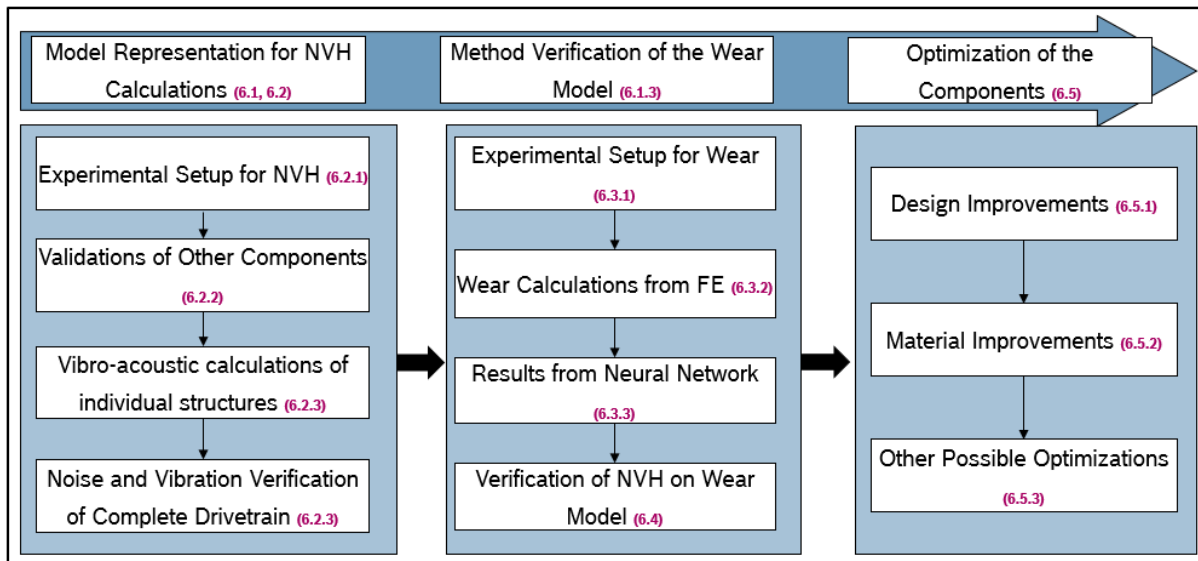 Model Representation for NVH
Calculations (6.1, 6.2)
Method Verification of the Wear
Model (6.1.3)
Optimization of the
Components (6.5)
Experimental Setup for NVH (6.2.1)
Validations of Other Components
(6.2.2)
Vibro-acoustic calculations of
individual structures (6.2.3)
Noise and Vibration Verification
of Complete Drivetrain (6.2.3)
Experimental Setup for Wear
(6.3.1)
Wear Calculations from FE (6.3.2)
Results from Neural Network
(6.3.3)
Verification of NVH on Wear
Model (6.4)
Design Improvements (6.5.1)
Material Improvements (6.5.2)
Other Possible Optimizations
(6.5.3)